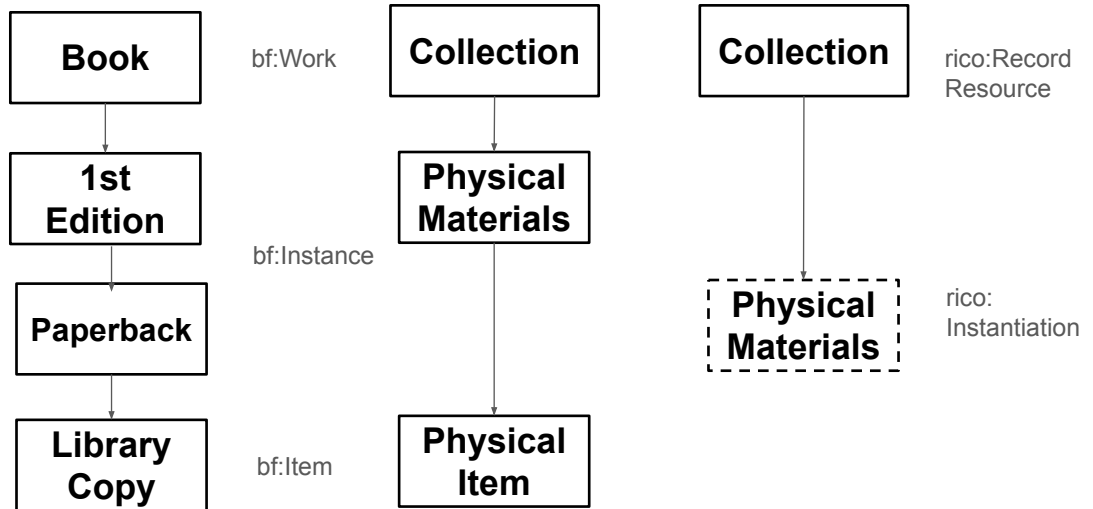 Book
bf:Work
Collection
Collection
rico:Record
Resource
1st
Edition
Physical
Materials
bf:Instance
Paperback
Physical
Materials
rico:
Instantiation
Library
Copy
bf:Item
Physical
Item